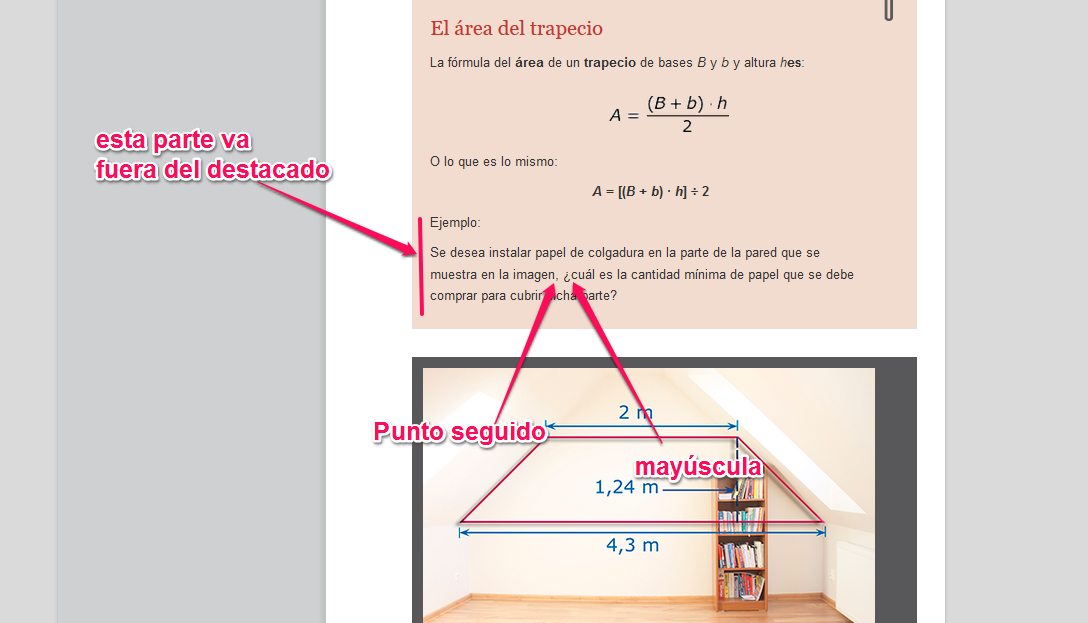 El área del trapecio
La fórmula del área de un trapecio de bases B y b y altura hes:
A = (B + b) · h
2
O lo que es lo mismo:
A = [(B + b) · h] ÷ 2
esta parte va
fuera del destacado
Ejemplo:
Se desea instalar papel de colgadura en la parte de la pared que se
muestra en la imagen, ¿cuál es la cantidad mínima de papel que se debe
comprar para cubrir dicha parte?
Punto seguido
mayúscula
2 m
1,24 m
4,3 m